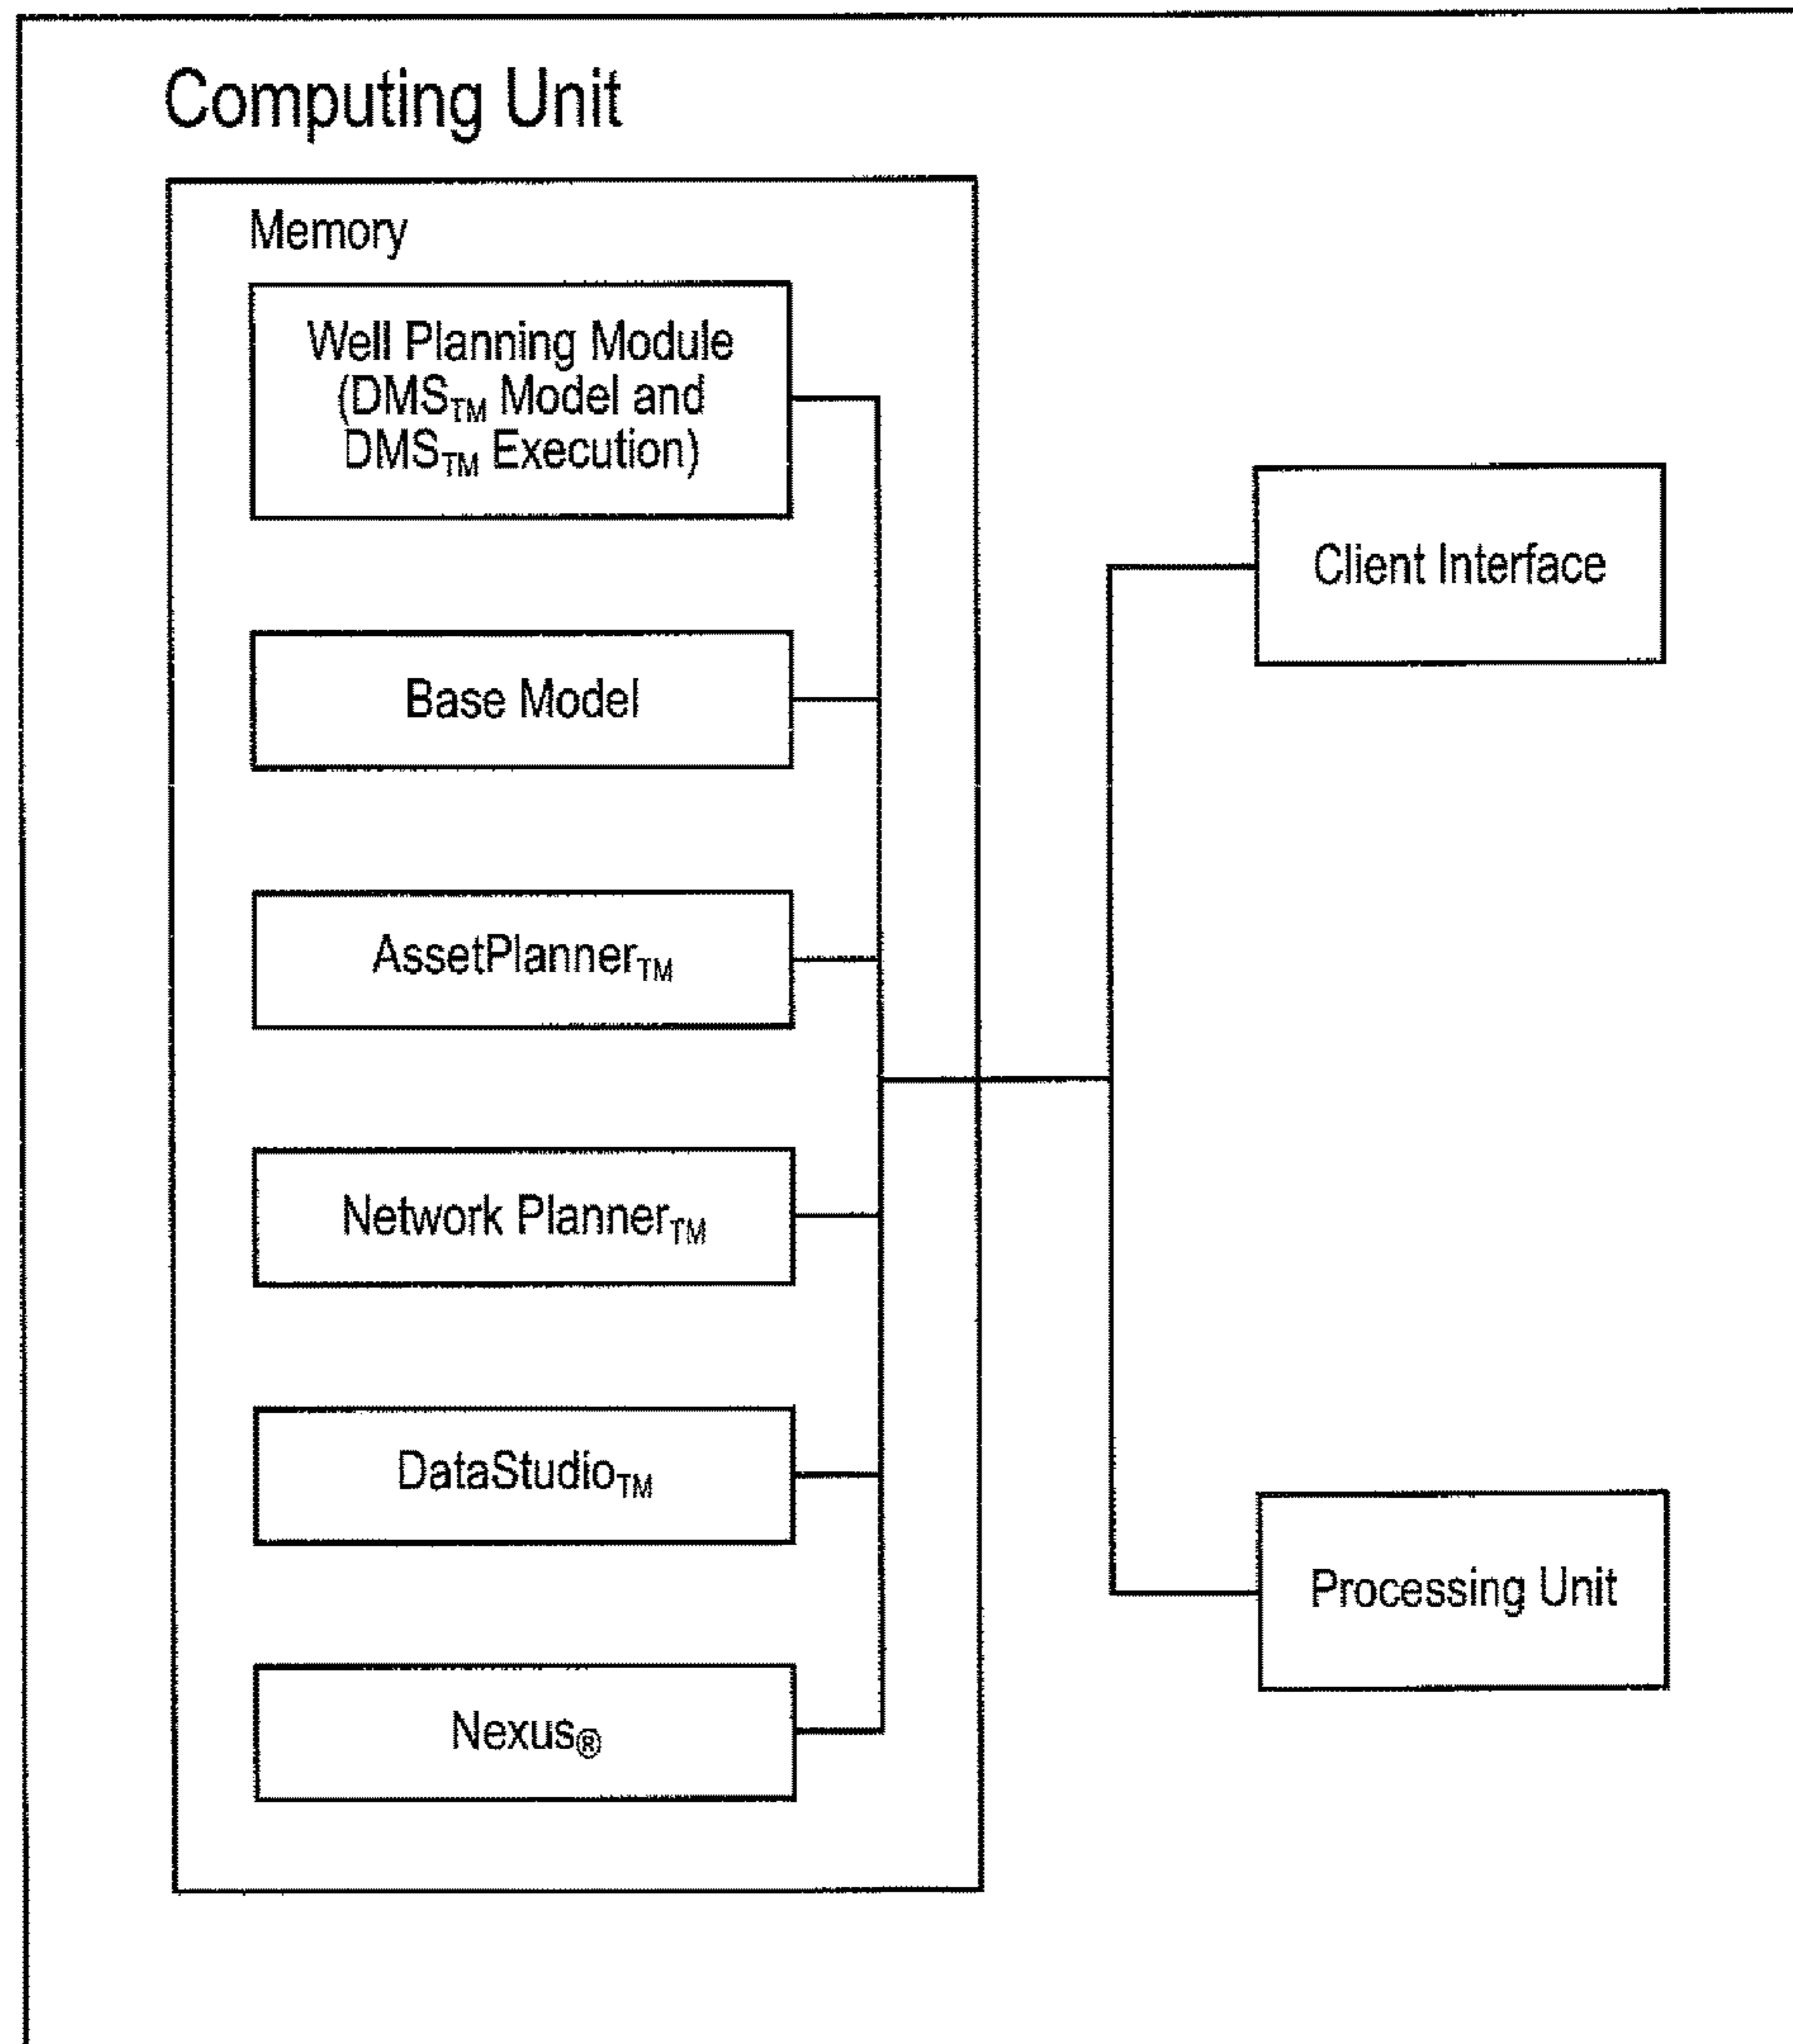 Computing Unit
Memory
Well Planning Module
(DMSTM Model and
DMSTM Execution)
Base Model
AssetPlannerTM
Network PlannerTM
DataStudioTM
Nexus®
Client Interface
Processing Unit